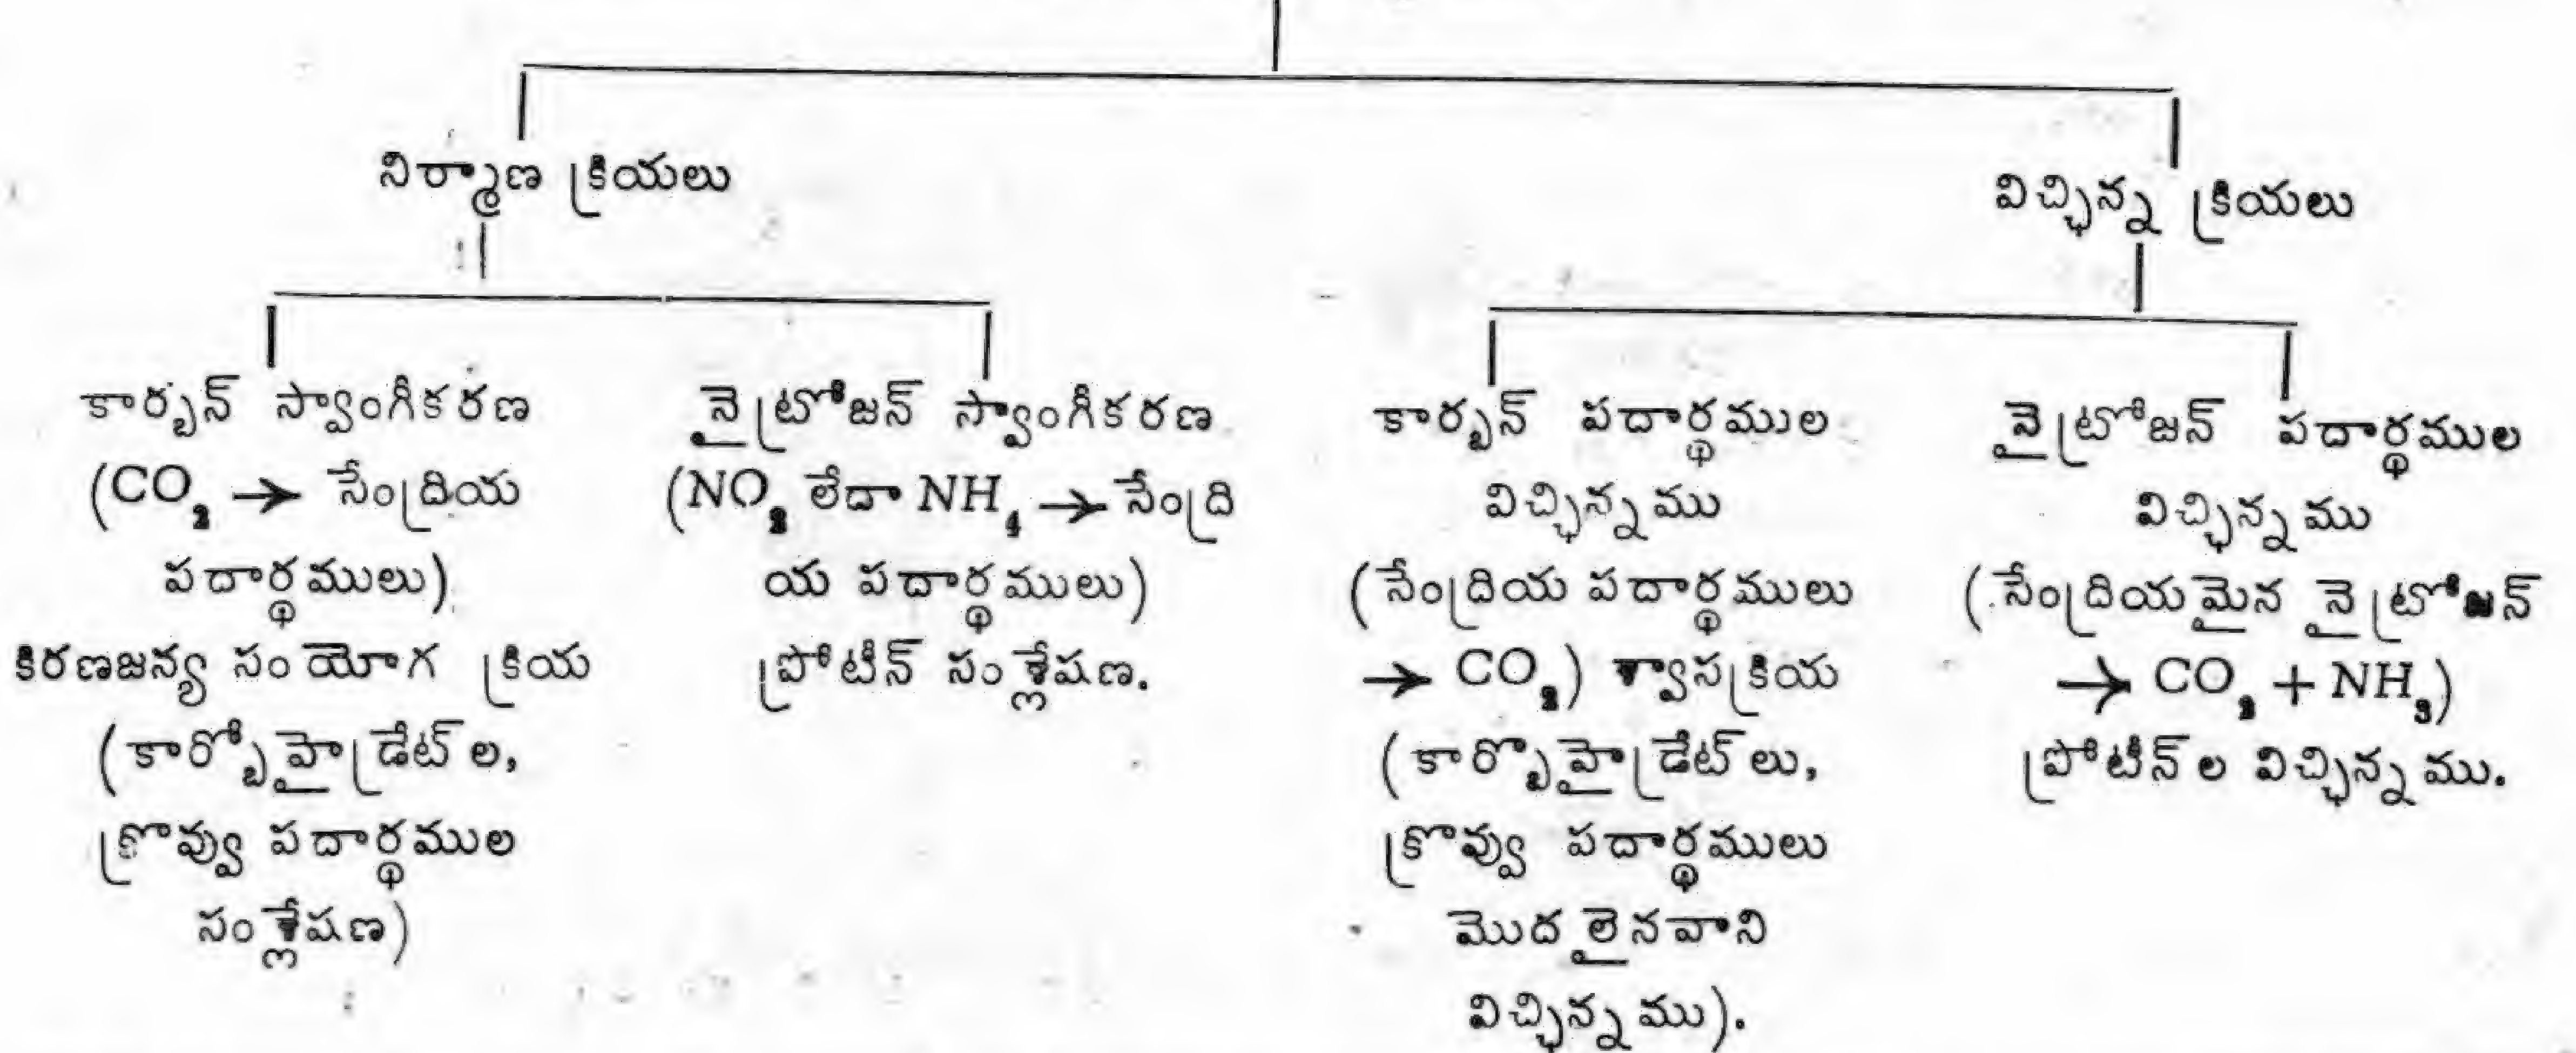 నిర్మాణ క్రియలు
విచ్ఛిన్న క్రియలు
కార్బన్ స్వాంగీకరణ
(CO₂ → సేంద్రియ
పదార్థములు)
కిరణజన్య సంయోగ క్రియ
(కార్బోహైడ్రేట్‌ల,
క్రొవ్వు పదార్థముల
సంశ్లేషణ)
నైట్రోజన్ స్వాంగీకరణ
(NO₃ లేదా NH₄ → సేంద్రి
య పదార్థములు)
ప్రోటీన్ సంశ్లేషణ.
కార్బన్ పదార్థముల
విచ్ఛిన్నము
(సేంద్రియ పదార్థములు
→ CO₂) శ్వాసక్రియ
(కార్బొహైడ్రేట్‌లు,
క్రొవ్వు పదార్థములు
మొదలైనవాని
విచ్ఛిన్నము).
నైట్రోజన్ పదార్థముల
విచ్ఛిన్నము
(సేంద్రియమైన నైట్రోజన్
→ CO₂ + NH₃)
ప్రోటీన్‌ల విచ్ఛిన్నము.